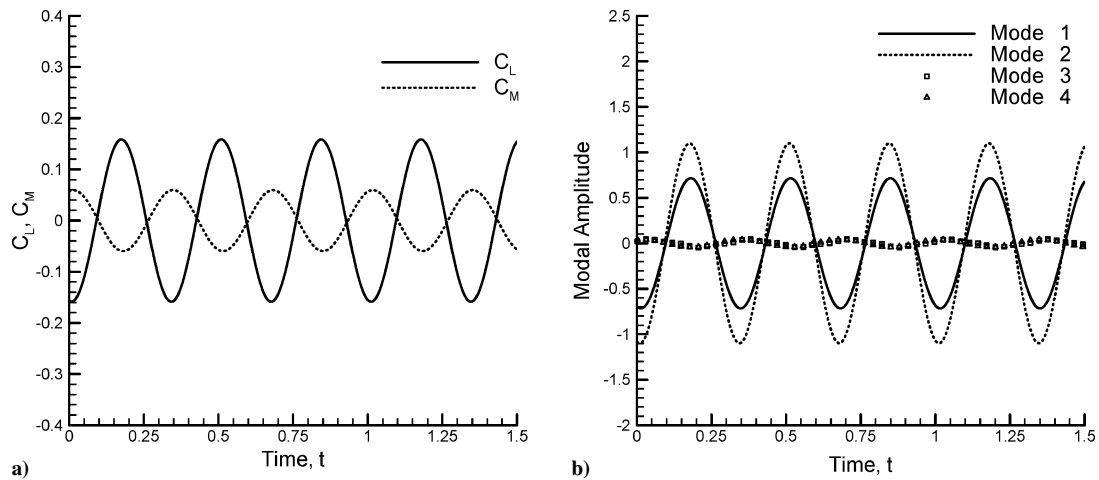 0.4
0.3
0.2
0.1
0
-0.1
-0.2
-0.3
-0.4
C_L, C_M
C_L
C_M
0
0.25
0.5
0.75
1
1.25
1.5
Time, t
a)
2.5
2
1.5
1
0.5
0
-0.5
-1
-1.5
-2
Modal Amplitude
Mode 1
Mode 2
Mode 3
Mode 4
0
0.25
0.5
0.75
1
1.25
1.5
Time, t
b)